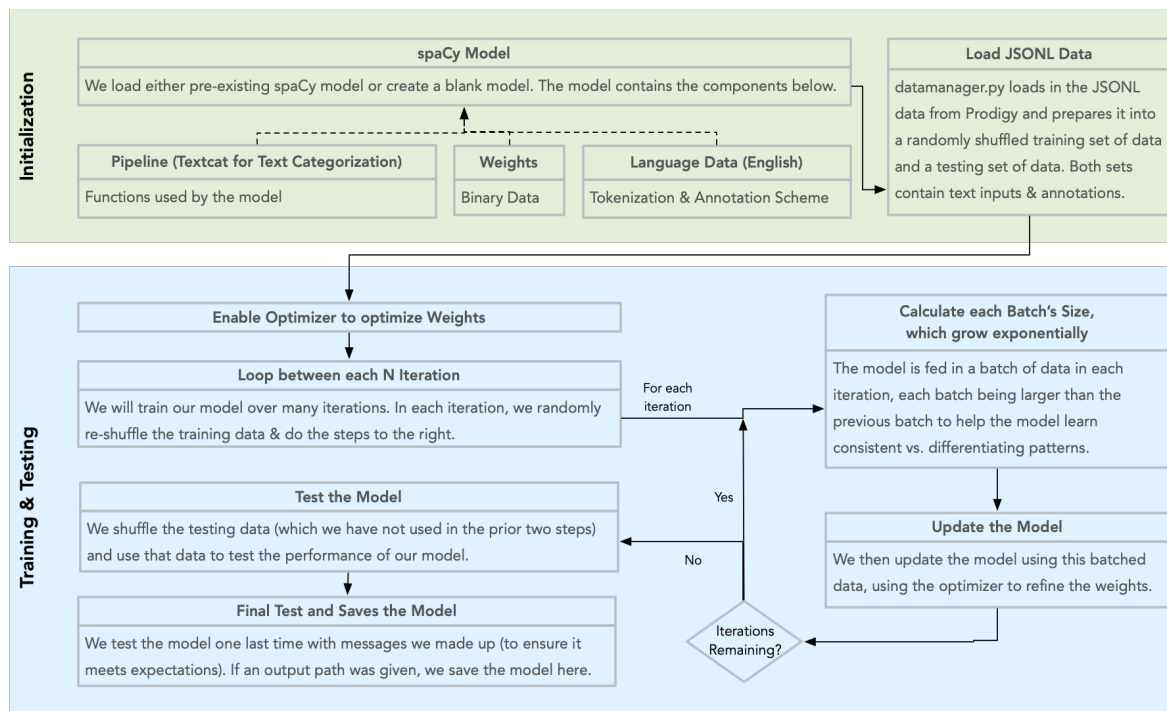 Initialization
spaCy Model
We load either pre-existing spaCy model or create a blank model. The model contains the components below.
Pipeline (Textcat for Text Categorization)
Functions used by the model
Weights
Binary Data
Language Data (English)
Tokenization & Annotation Scheme
Load JSONL Data
datamanager.py loads in the JSONL
data from Prodigy and prepares it into
a randomly shuffled training set of data
and a testing set of data. Both sets
contain text inputs & annotations.
Training & Testing
Enable Optimizer to optimize Weights
Loop between each N Iteration
We will train our model over many iterations. In each iteration, we randomly
re-shuffle the training data & do the steps to the right.
For each
iteration
Calculate each Batch's Size,
which grow exponentially
The model is fed in a batch of data in each
iteration, each batch being larger than the
previous batch to help the model learn
consistent vs. differentiating patterns.
Update the Model
We then update the model using this batched
data, using the optimizer to refine the weights.
Iterations
Remaining?
Yes
No
Test the Model
We shuffle the testing data (which we have not used in the prior two steps)
and use that data to test the performance of our model.
Final Test and Saves the Model
We test the model one last time with messages we made up (to ensure it
meets expectations). If an output path was given, we save the model here.